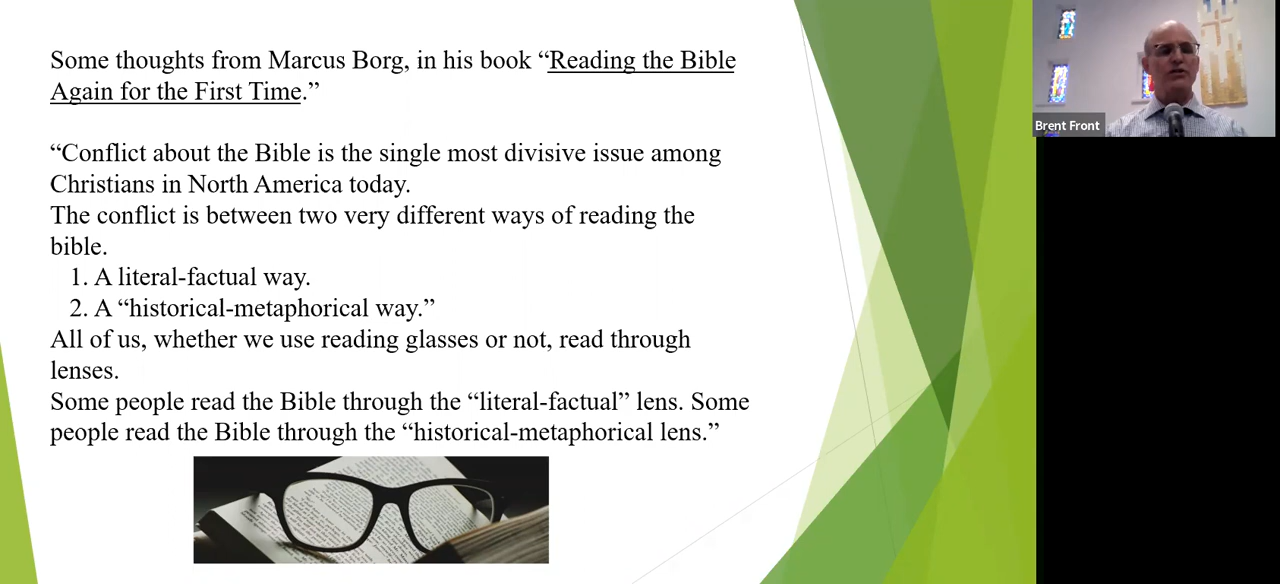 Some thoughts from Marcus Borg, in his book “Reading the Bible
Again for the First Time.”
“Conflict about the Bible is the single most divisive issue among
Christians in North America today.
The conflict is between two very different ways of reading the
bible.
1. A literal-factual way.
2. A “historical-metaphorical way.”
All of us, whether we use reading glasses or not, read through
lenses.
Some people read the Bible through the “literal-factual” lens. Some
people read the Bible through the “historical-metaphorical lens.”
Brent Front